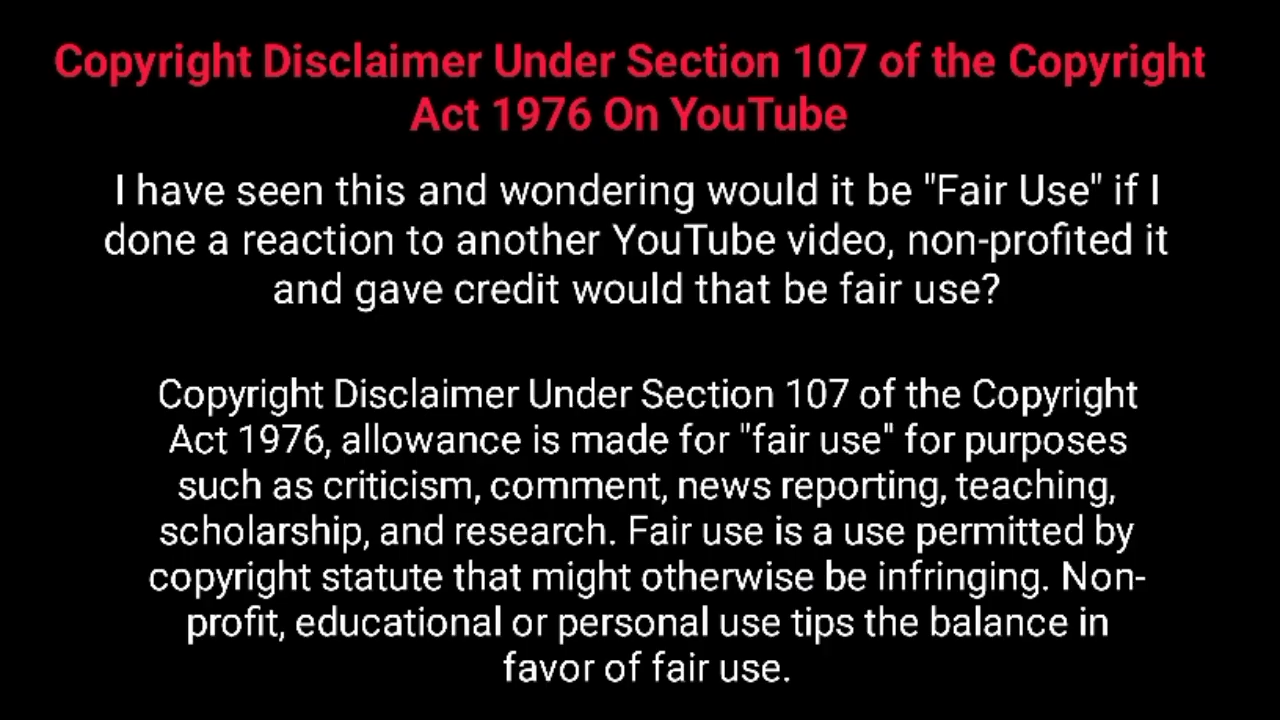 Copyright Disclaimer Under Section 107 of the Copyright
Act 1976 On YouTube
I have seen this and wondering would it be "Fair Use" if I
done a reaction to another YouTube video, non-profited it
and gave credit would that be fair use?
Copyright Disclaimer Under Section 107 of the Copyright
Act 1976, allowance is made for "fair use" for purposes
such as criticism, comment, news reporting, teaching,
scholarship, and research. Fair use is a use permitted by
copyright statute that might otherwise be infringing. Non-
profit, educational or personal use tips the balance in
favor of fair use.